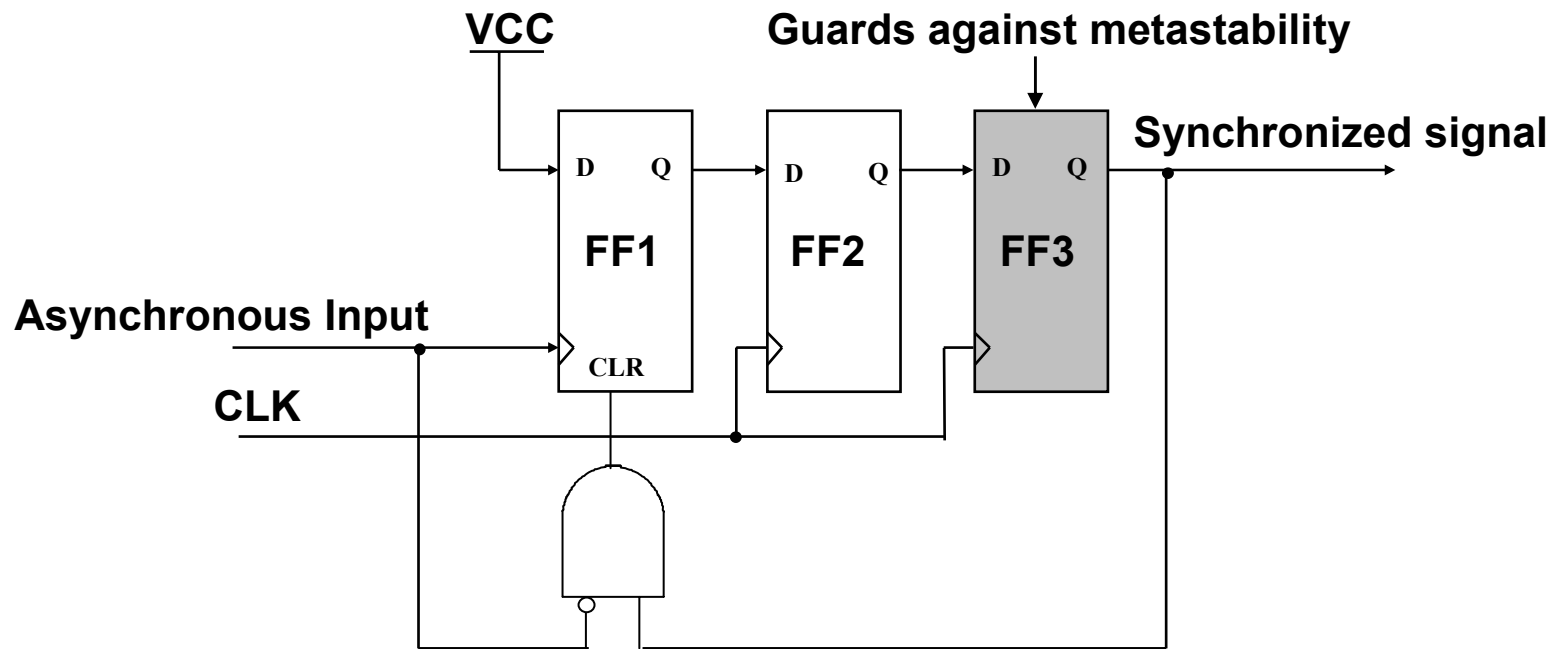 VCC
Guards against metastability
Synchronized signal
D Q
D Q
D Q
FF1
FF2
FF3
Asynchronous Input
CLR
CLK